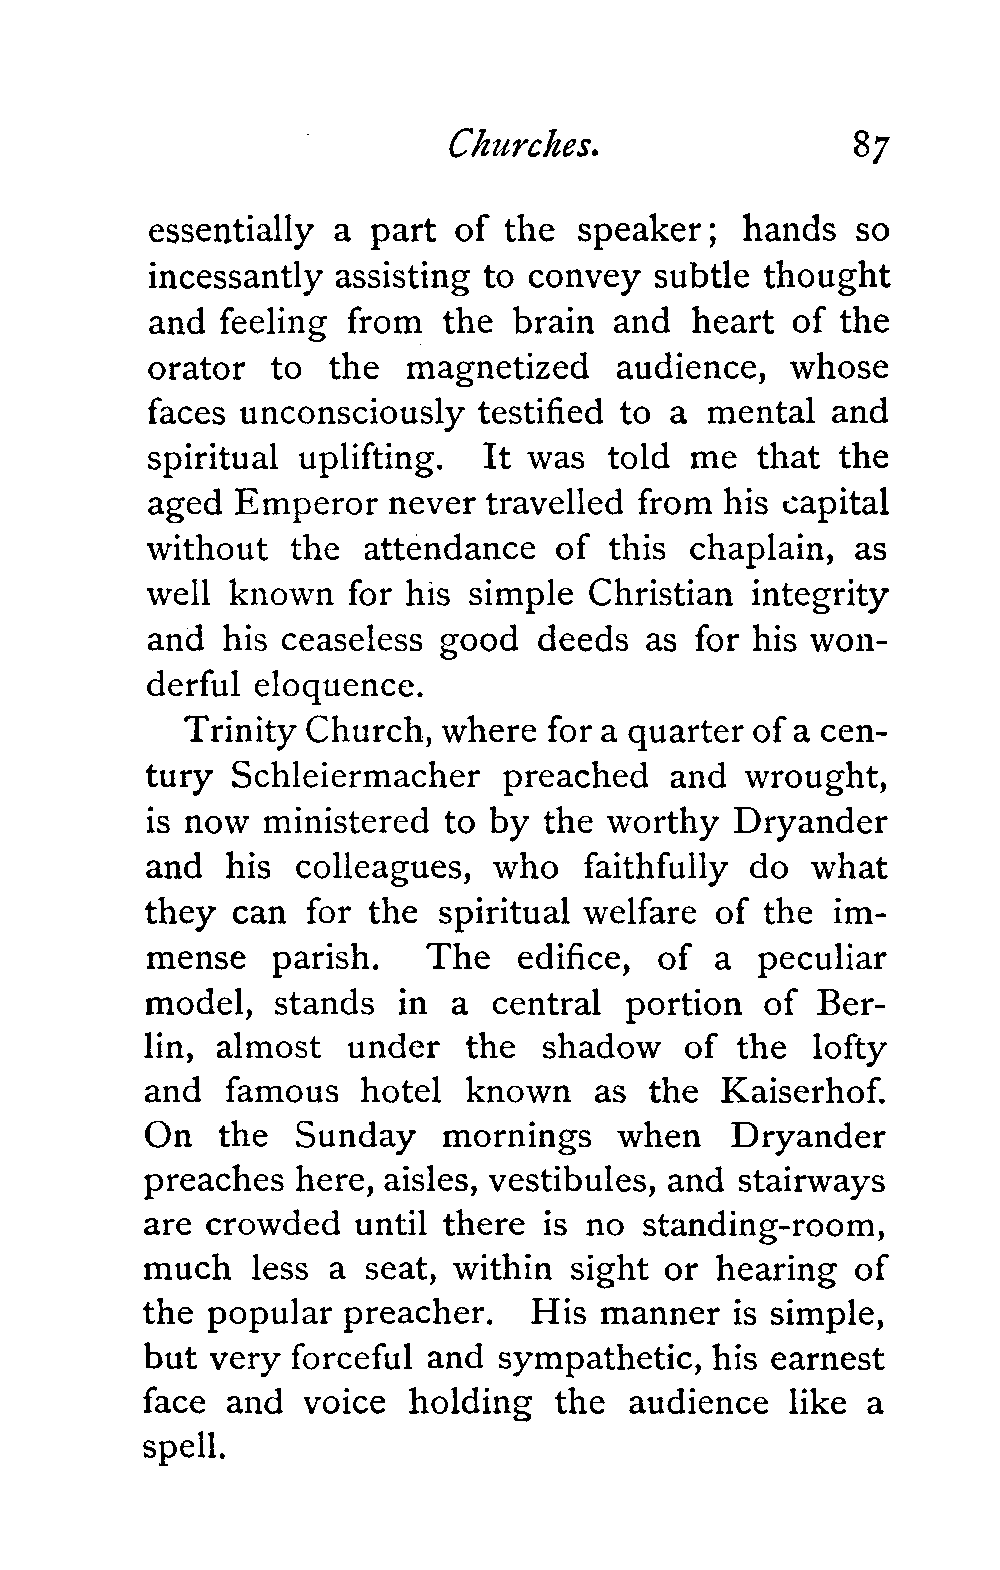 Churches. 87
essentially a part of the speaker; hands so
incessantly assisting to convey subtle thought
and feeling from the brain and heart of the
orator to the magnetized audience, whose
faces unconsciously testified to a mental and
spiritual uplifting. It was told me that the
aged Emperor never travelled from his capital
without the attendance of this chaplain, as
well known for his simple Christian integrity
and his ceaseless good deeds as for his won-
derful eloquence.
Trinity Church, where for a quarter of a cen-
tury Schleiermacher preached and wrought,
is now ministered to by the worthy Dryander
and his colleagues, who faithfully do what
they can for the spiritual welfare of the im-
mense parish. The edifice, of a peculiar
model, stands in a central portion of Ber-
lin, almost under the shadow of the lofty
and famous hotel known as the Kaiserhof.
On the Sunday mornings when Dryander
preaches here, aisles, vestibules, and stairways
are crowded until there is no standing-room,
much less a seat, within sight or hearing of
the popular preacher. His manner is simple,
but very forceful and sympathetic, his earnest
face and voice holding the audience like a
spell.